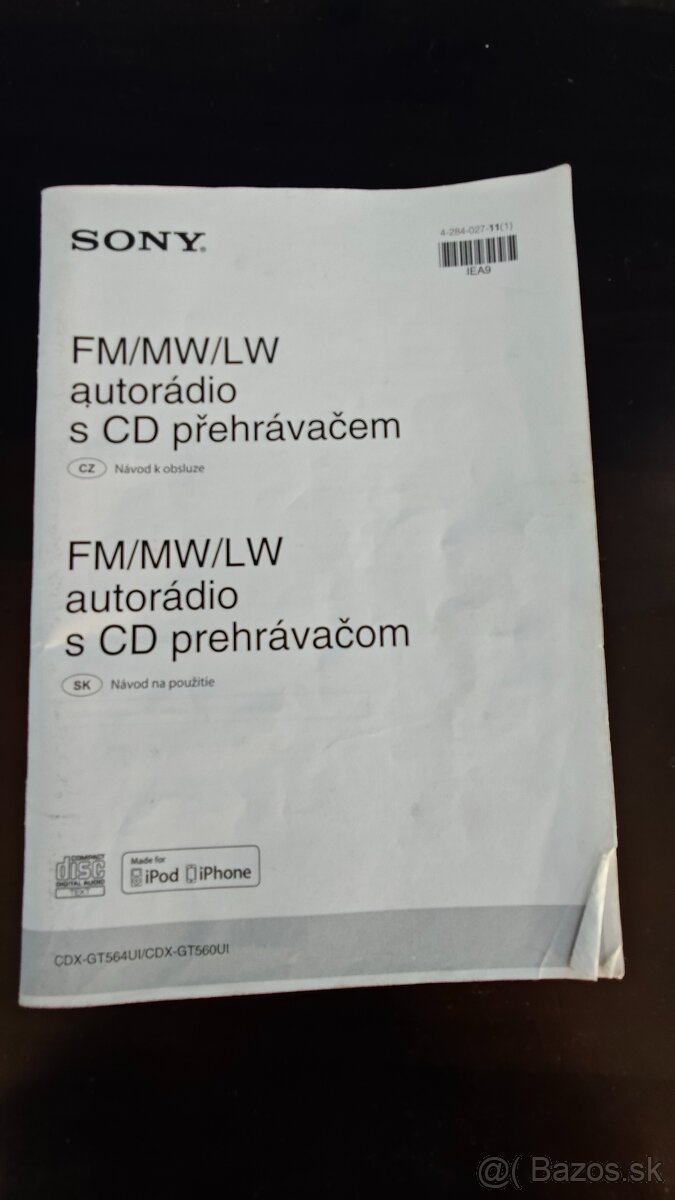 SONY®
4-284-027-11(1)
IEA9
FM/MW/LW
autorádio
s CD přehrávačem
CZ Návod k obsluze
FM/MW/LW
autorádio
s CD prehrávačom
SK Návod na použitie
COMPACT
disc
DIGITAL AUDIO
TEXT
Made for
iPod iPhone
CDX-GT564UI/CDX-GT560UI
@( Bazos.sk